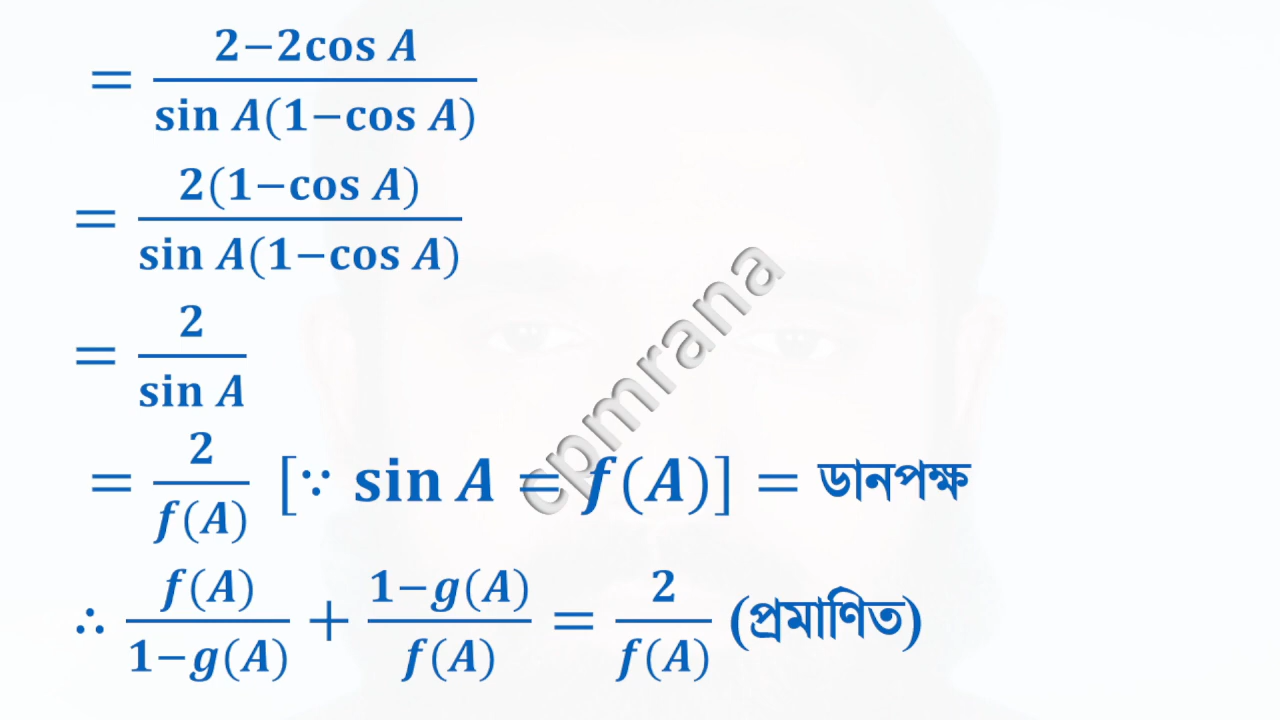 = 2−2cos A / sin A(1−cos A)
= 2(1−cos A) / sin A(1−cos A)
= 2 / sin A
= 2 / f(A) [∵ sin A = f(A)] = ডানপক্ষ
∴ f(A) / 1−g(A) + 1−g(A) / f(A) = 2 / f(A) (প্রমাণিত)
cpmrana